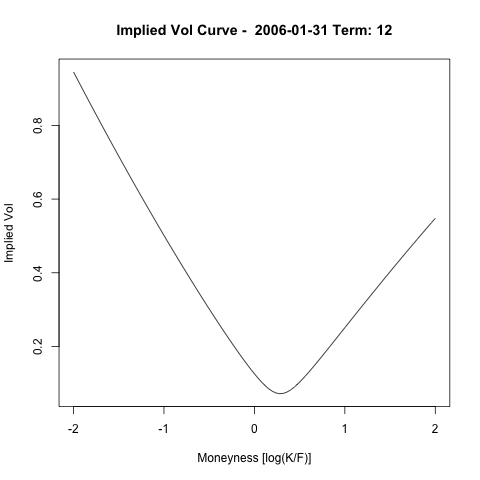 Implied Vol Curve -  2006-01-31 Term: 12
Implied Vol
0.8
0.6
0.4
0.2
-2 -1 0 1 2
Moneyness [log(K/F)]